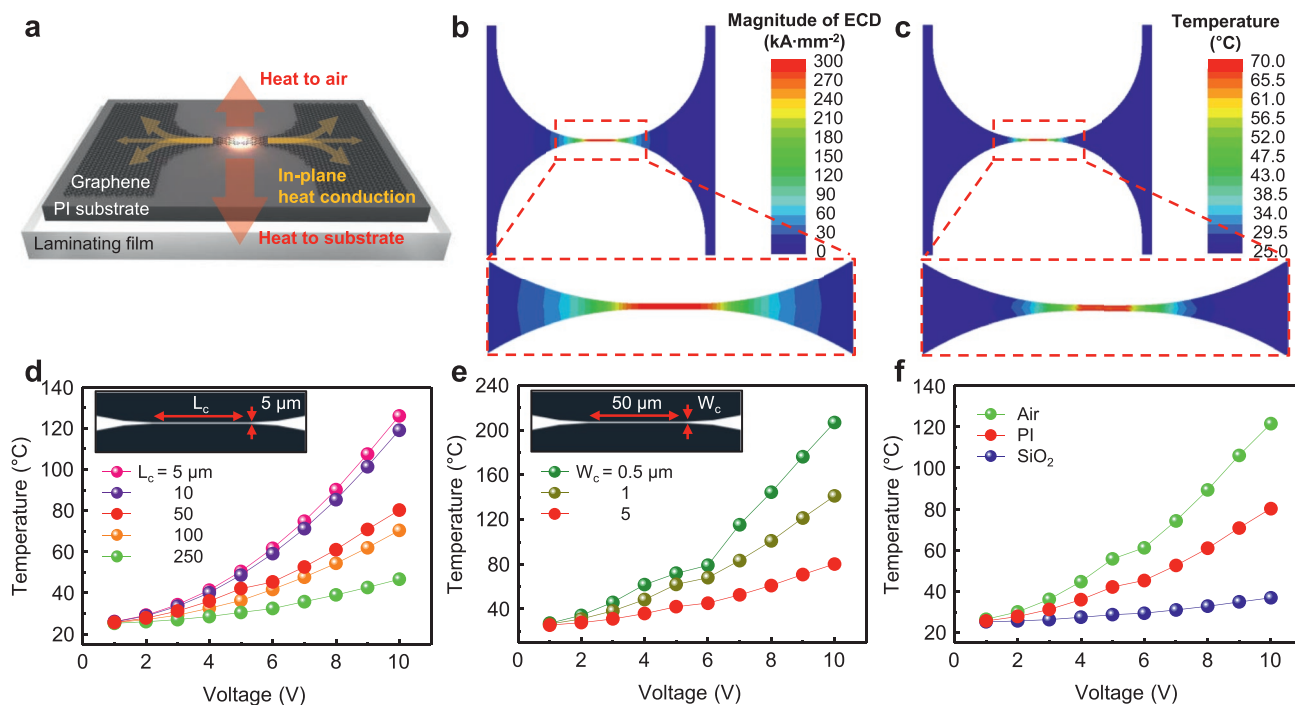 a
Heat to air
Graphene
PI substrate
In-plane
heat conduction
Heat to substrate
Laminating film
b
Magnitude of ECD
(kA·mm⁻²)
300
270
240
210
180
150
120
90
60
30
0
c
Temperature
(°C)
70.0
65.5
61.0
56.5
52.0
47.5
43.0
38.5
34.0
29.5
25.0
d
Temperature (°C)
140
120
100
80
60
40
20
L꜀ 5 µm
L꜀ = 5 µm
10
50
100
250
0 2 4 6 8 10
Voltage (V)
e
Temperature (°C)
240
200
160
120
80
40
50 µm W꜀
W꜀ = 0.5 µm
1
5
0 2 4 6 8 10
Voltage (V)
f
Temperature (°C)
140
120
100
80
60
40
20
Air
PI
SiO₂
0 2 4 6 8 10
Voltage (V)